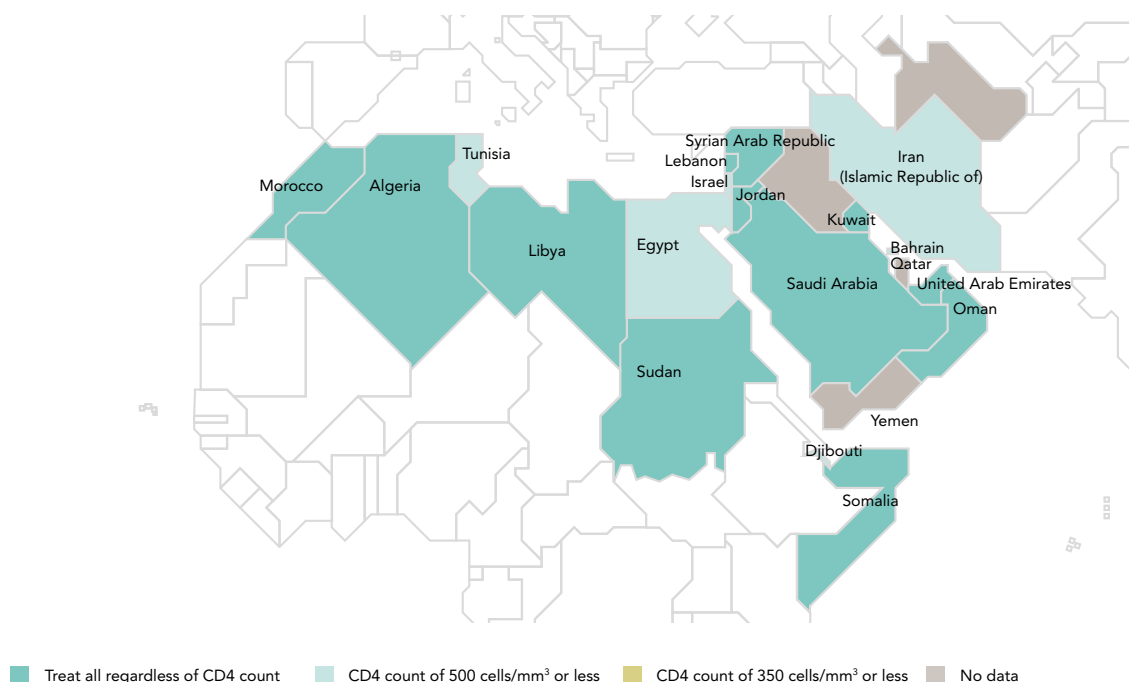 Syrian Arab Republic
Tunisia
Lebanon
Iran
(Islamic Republic of)
Israel
Morocco
Algeria
Jordan
Kuwait
Libya
Egypt
Bahrain
Qatar
Saudi Arabia
United Arab Emirates
Oman
Sudan
Yemen
Djibouti
Somalia
Treat all regardless of CD4 count
CD4 count of 500 cells/mm³ or less
CD4 count of 350 cells/mm³ or less
No data